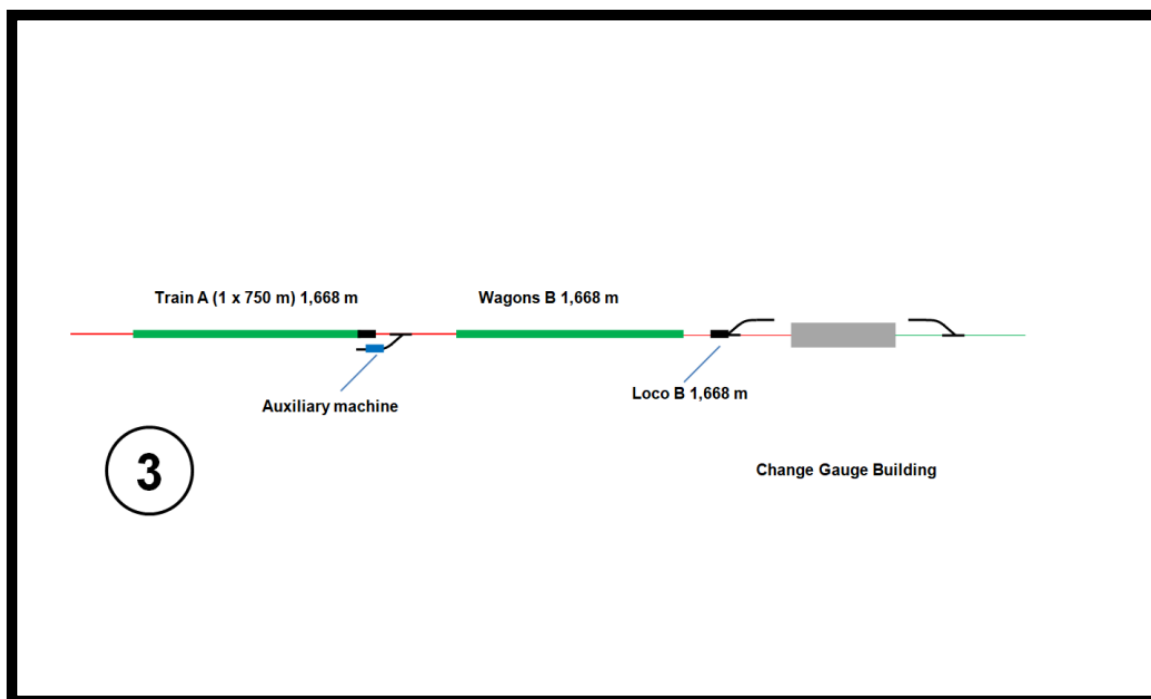 Train A (1 x 750 m) 1,668 m
Wagons B 1,668 m
Loco B 1,668 m
Auxiliary machine
3
Change Gauge Building